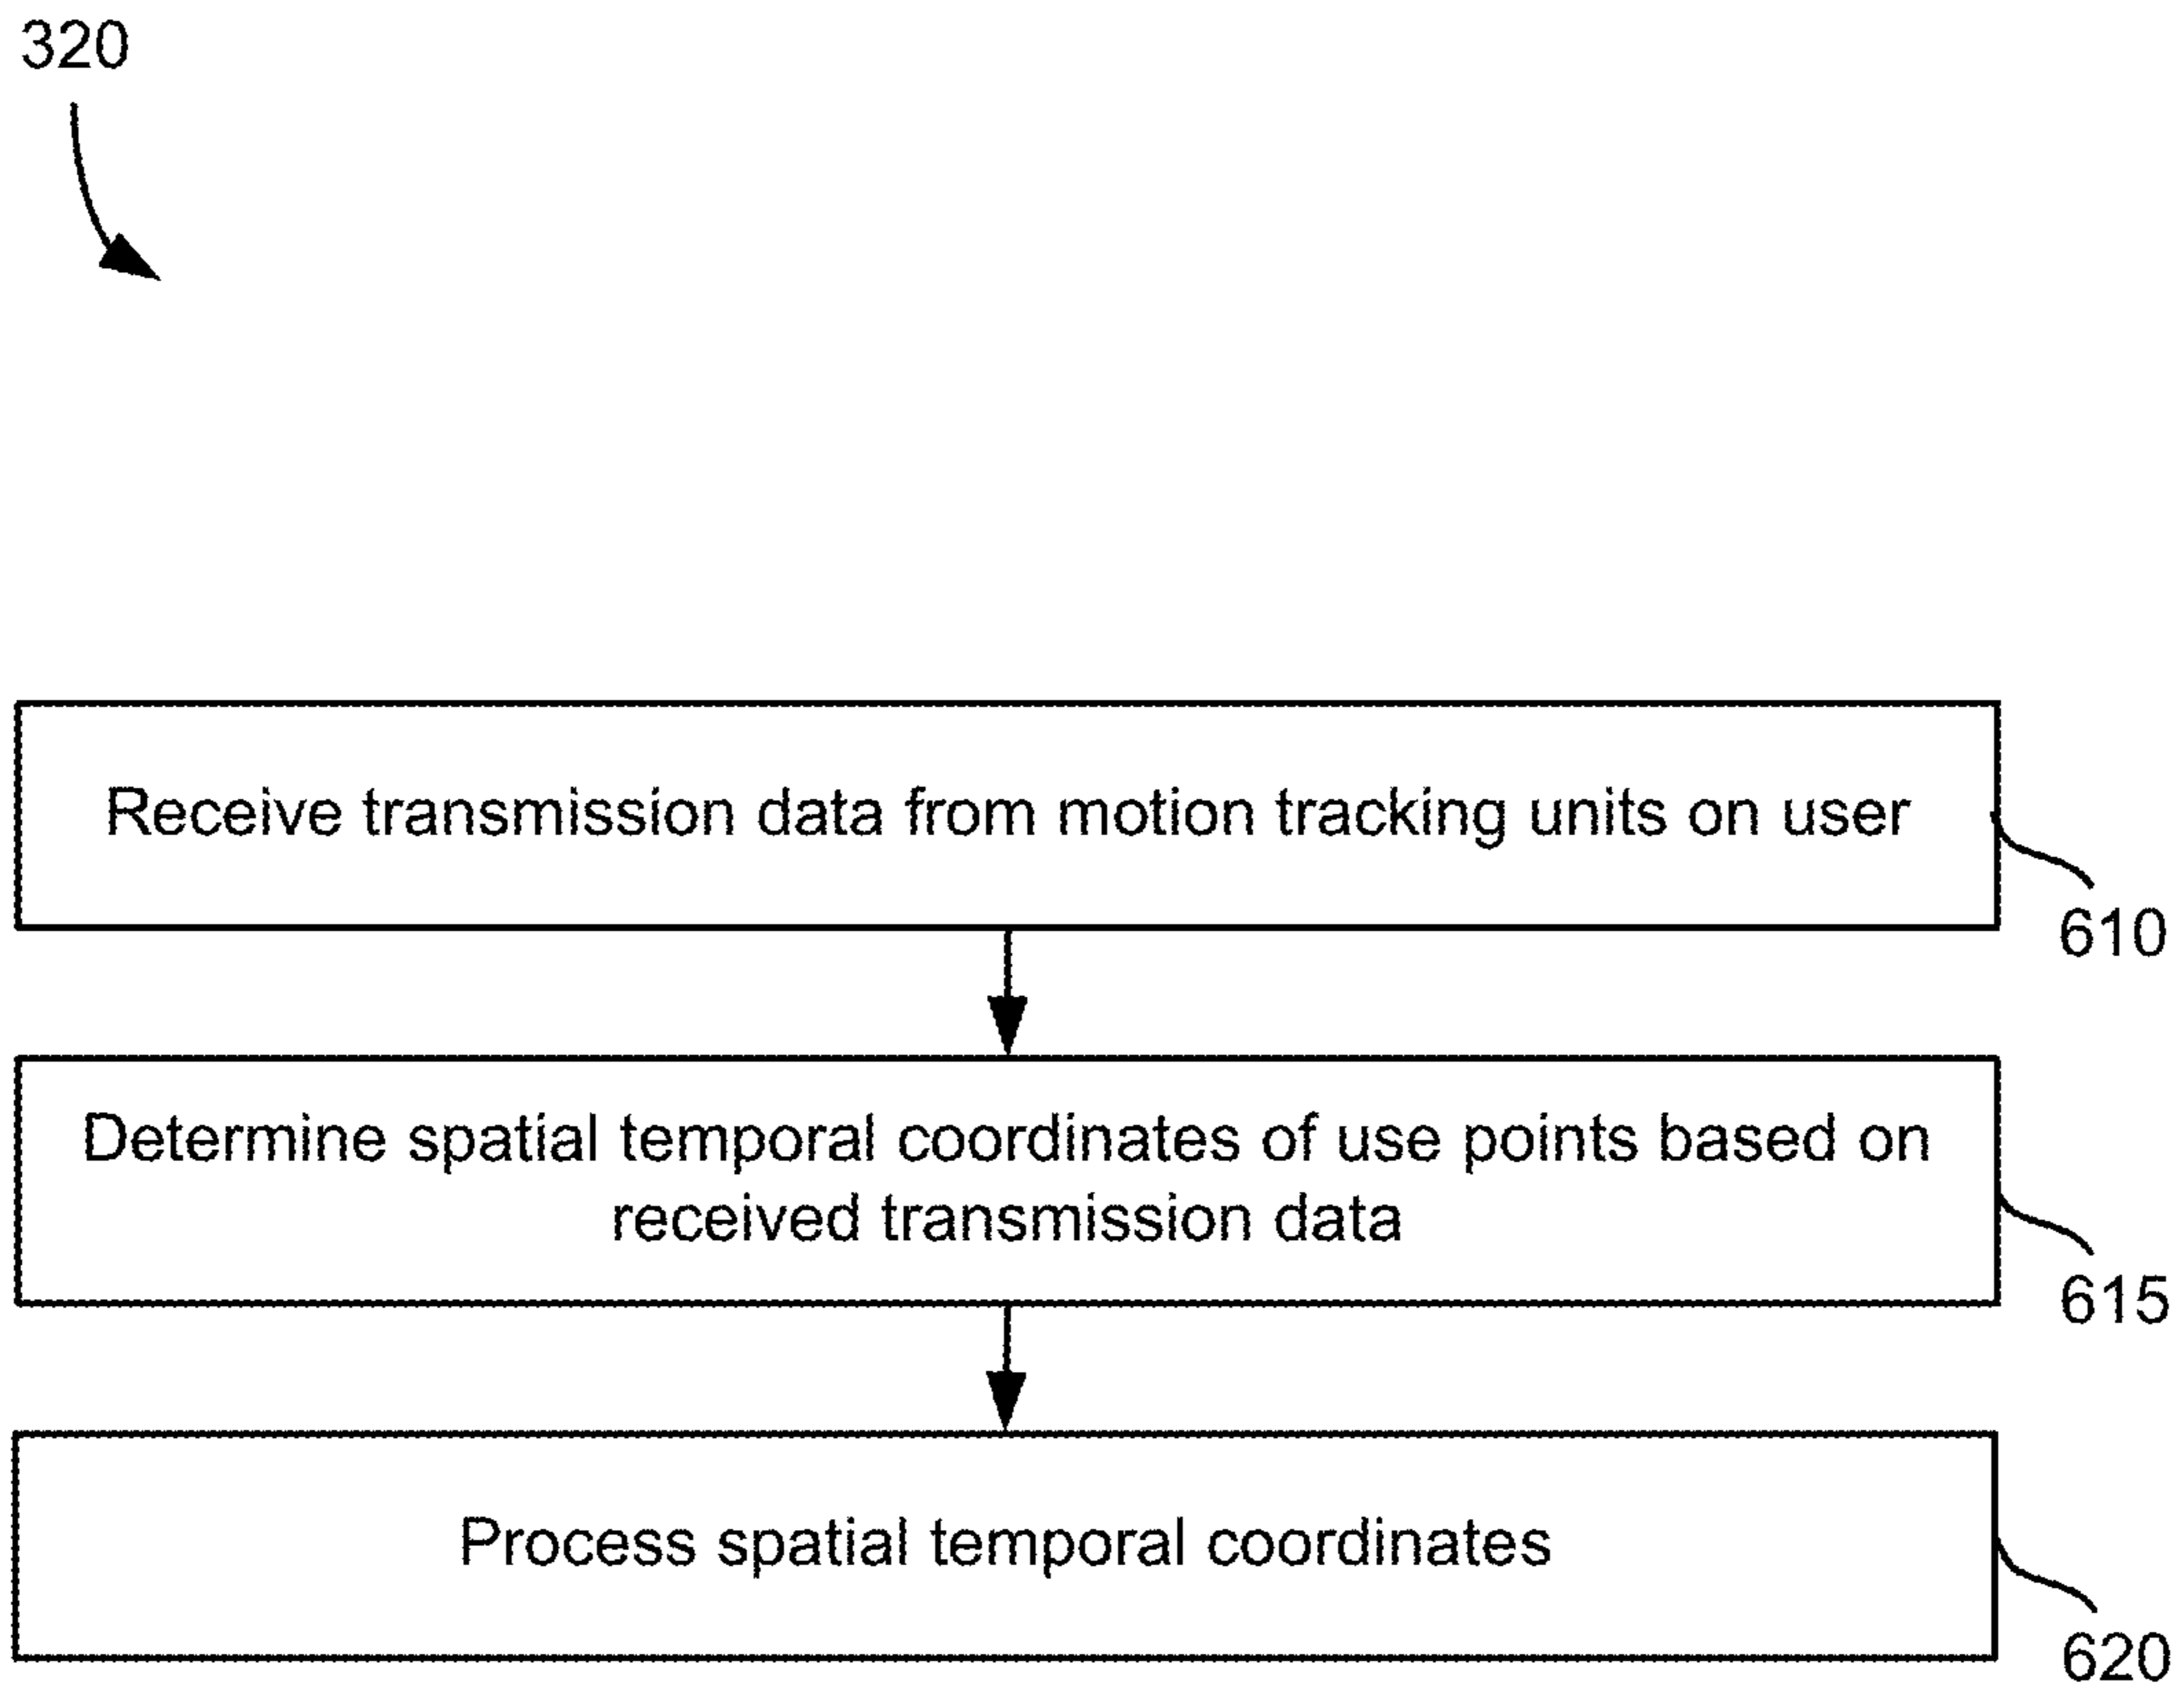 320
Receive transmission data from motion tracking units on user
610
Determine spatial temporal coordinates of use points based on
received transmission data
615
Process spatial temporal coordinates
620